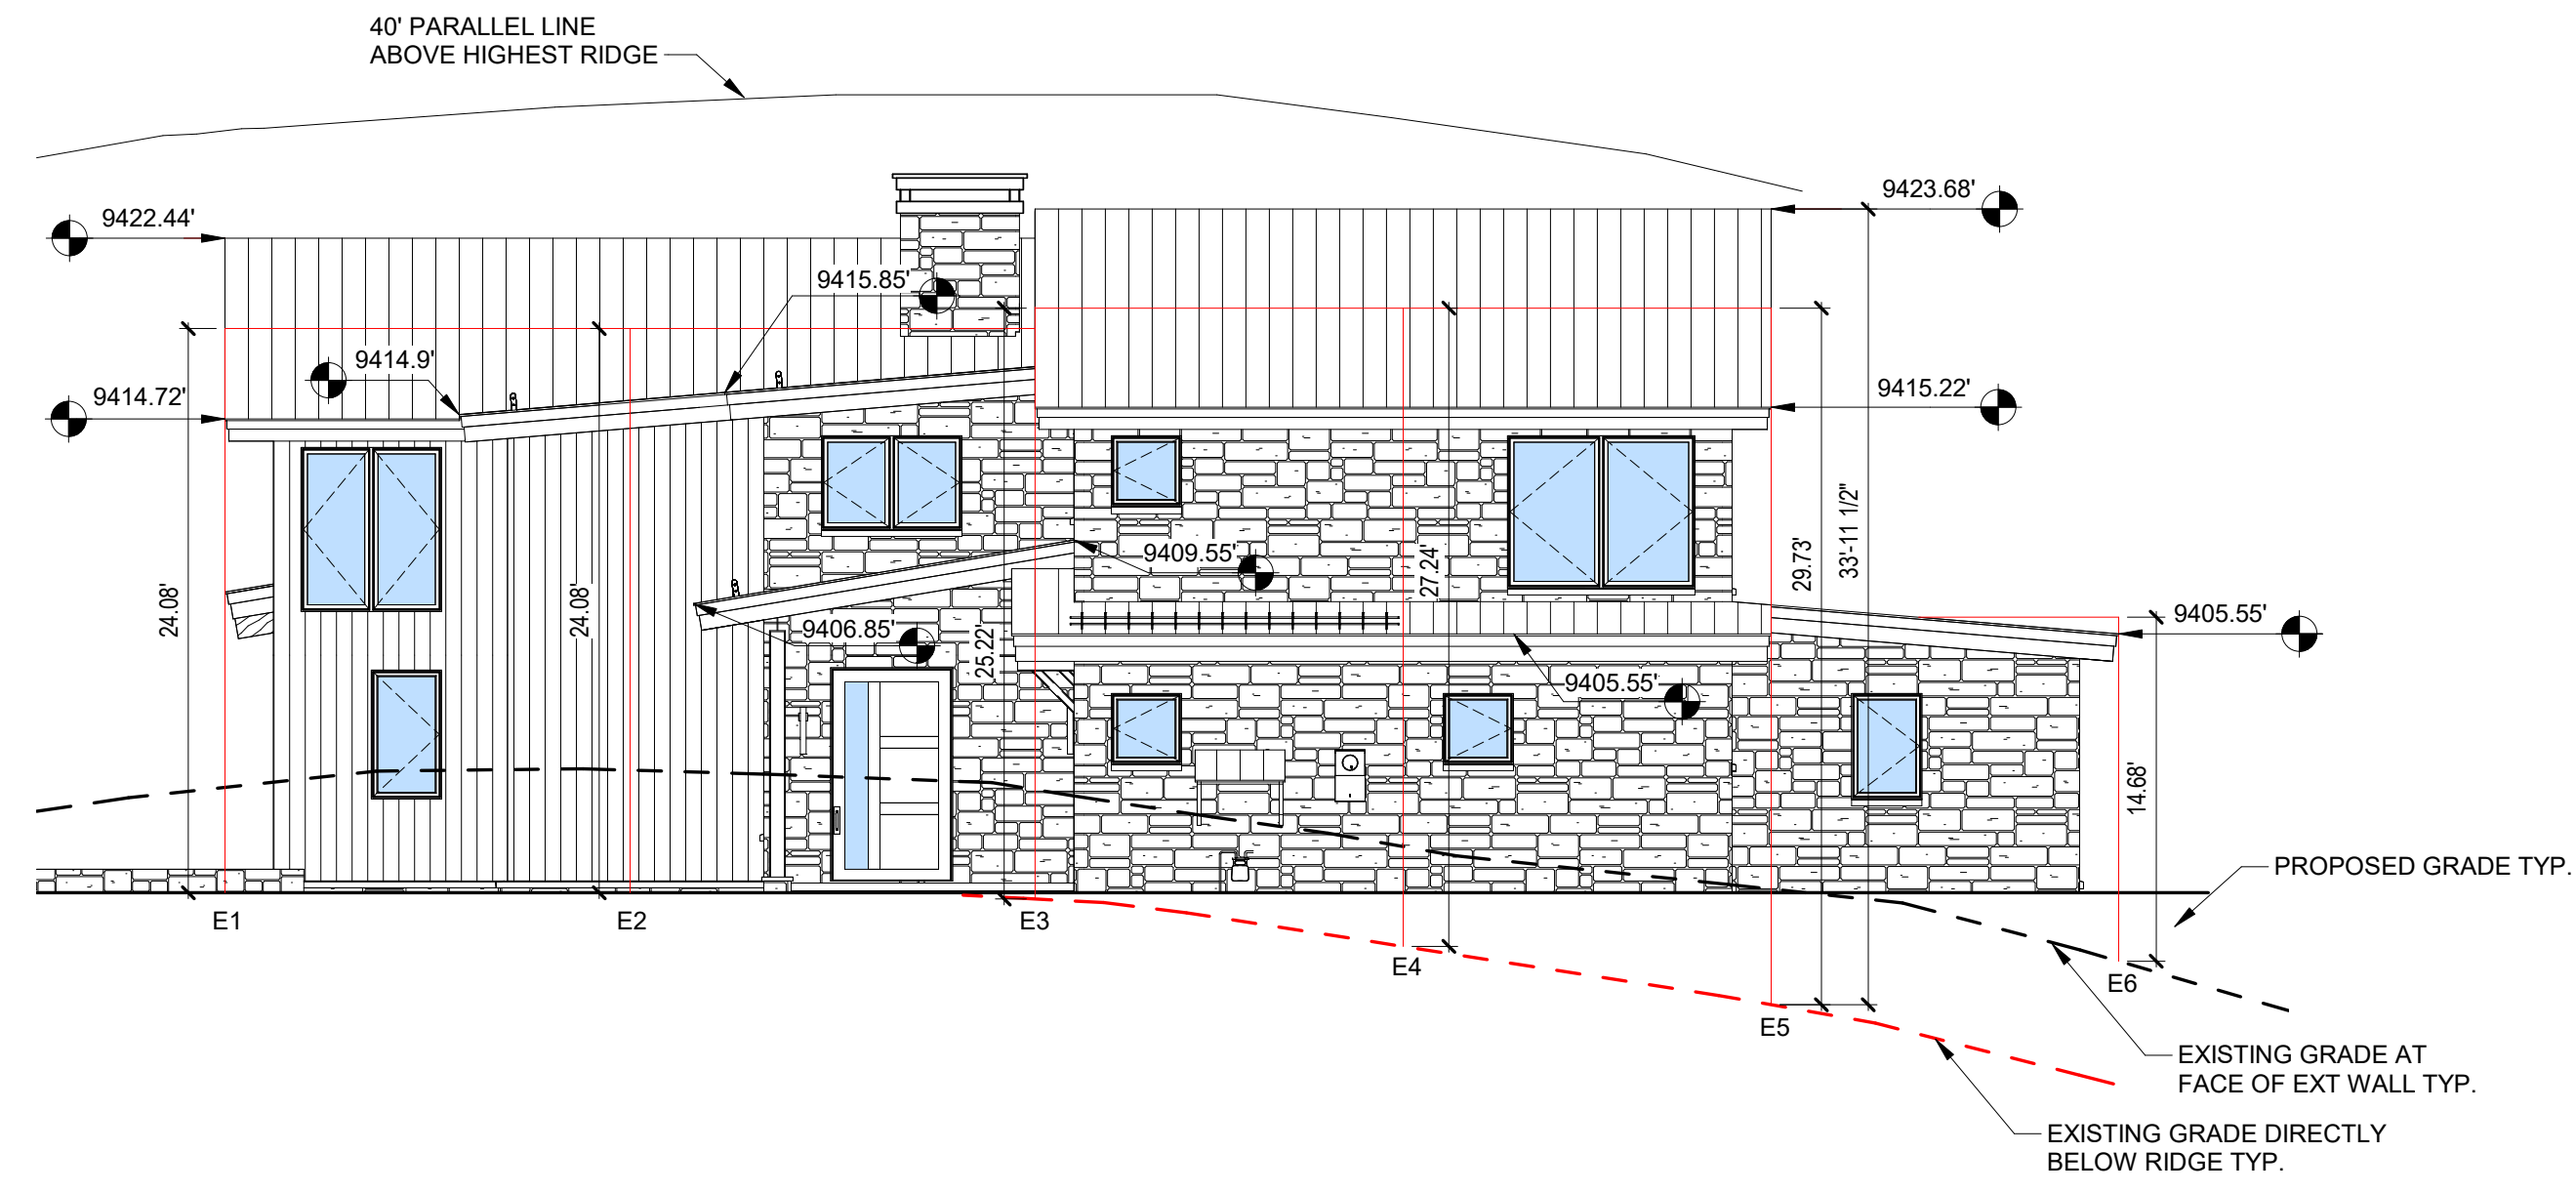 40' PARALLEL LINE
ABOVE HIGHEST RIDGE
9422.44'
9423.68'
9415.85'
9414.9'
9414.72'
9415.22'
9409.55'
33'-11 1/2"
29.73'
27.24'
24.08'
24.08'
25.22'
9406.85'
9405.55'
9405.55'
14.68'
PROPOSED GRADE TYP.
E1
E2
E3
E4
E5
E6
EXISTING GRADE AT
FACE OF EXT WALL TYP.
EXISTING GRADE DIRECTLY
BELOW RIDGE TYP.